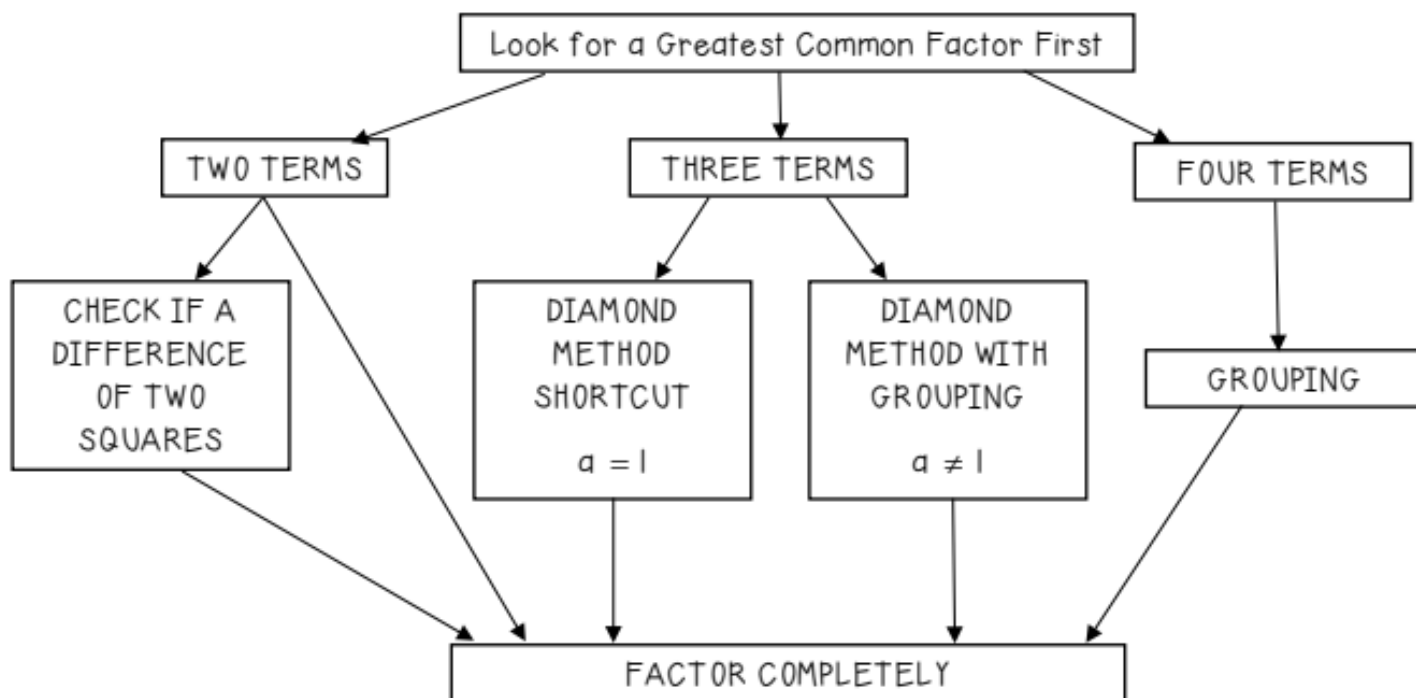 Look for a Greatest Common Factor First
TWO TERMS
THREE TERMS
FOUR TERMS
CHECK IF A
DIFFERENCE
OF TWO
SQUARES
DIAMOND
METHOD
SHORTCUT
a = 1
DIAMOND
METHOD WITH
GROUPING
a ≠ 1
GROUPING
FACTOR COMPLETELY